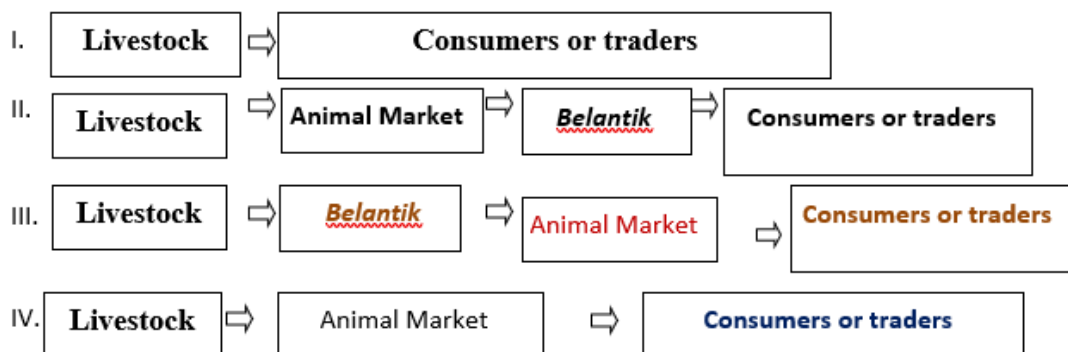 I. Livestock Consumers or traders
II. Livestock Animal Market Belantik Consumers or traders
III. Livestock Belantik Animal Market Consumers or traders
IV. Livestock Animal Market Consumers or traders